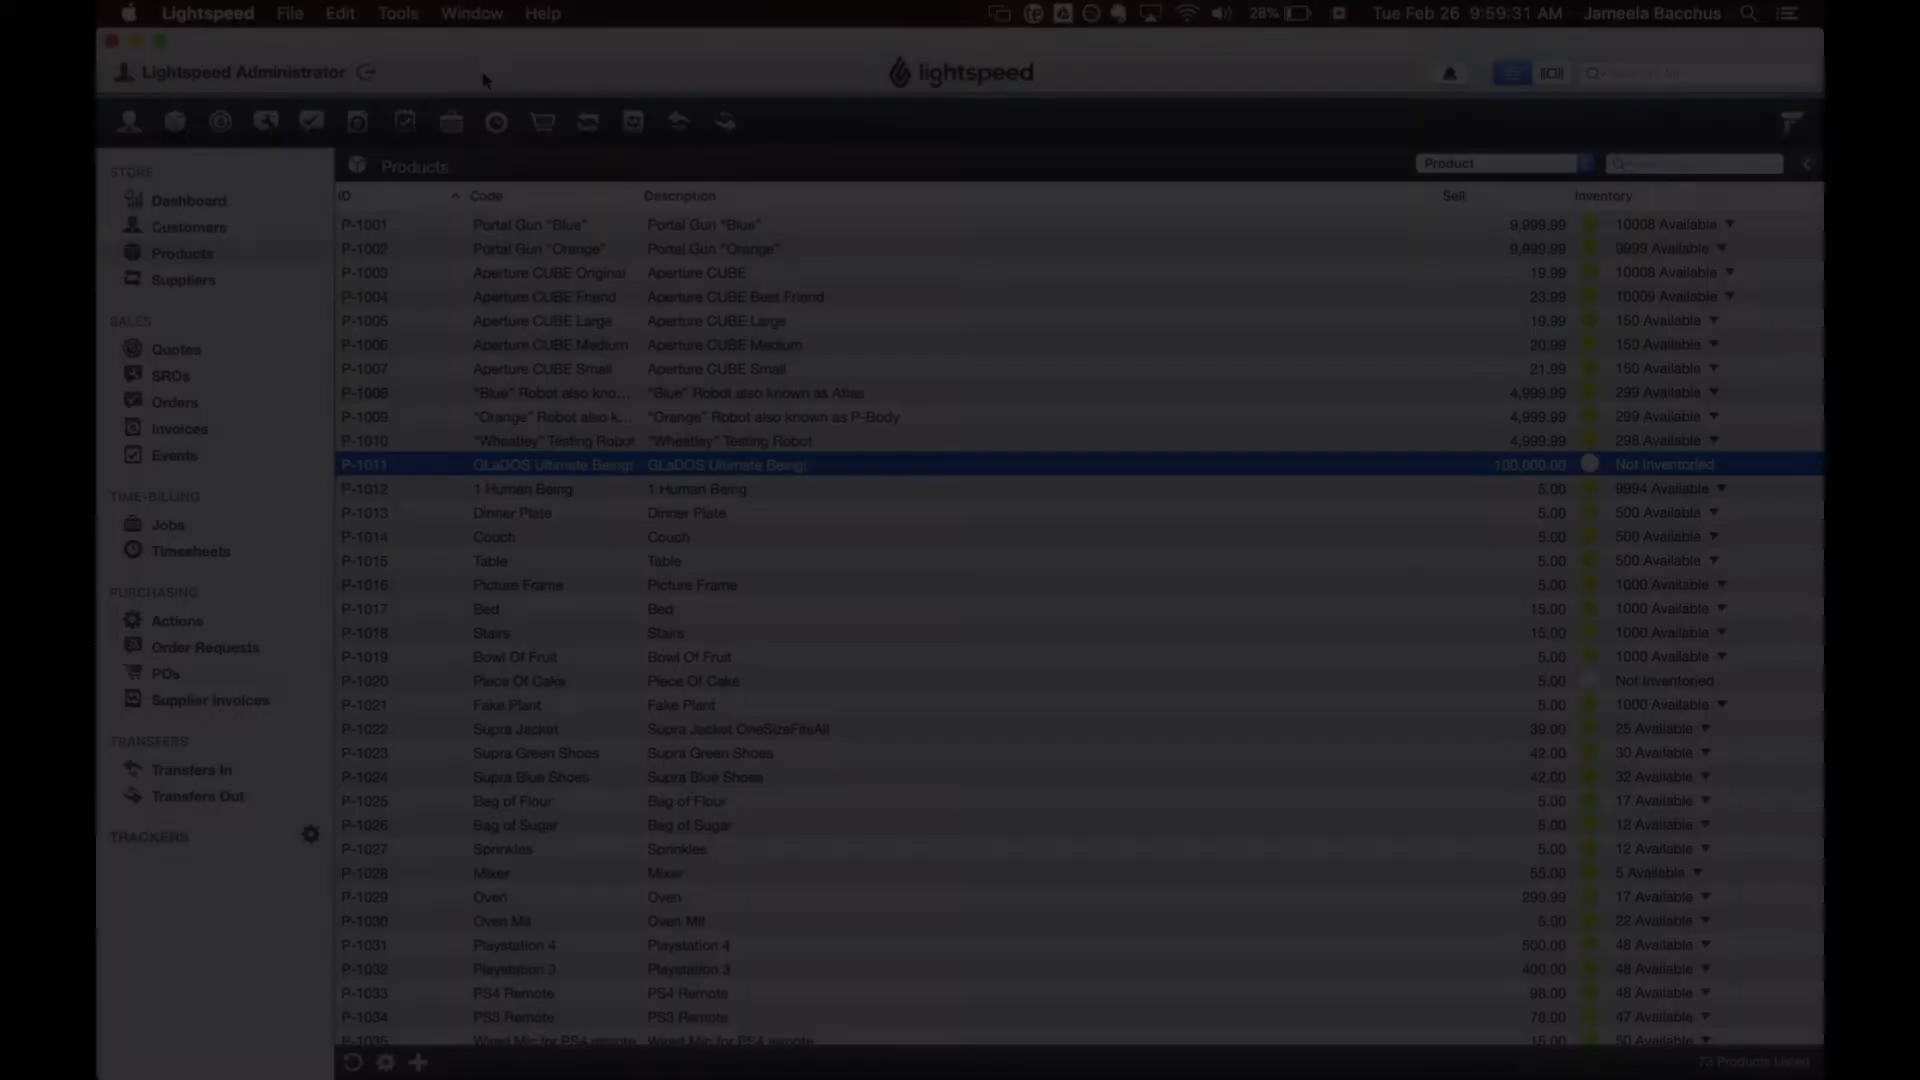 Lightspeed File Edit Tools Window Help 28% Tue Feb 26 9:59:31 AM Jameela Bacchus
Lightspeed Administrator lightspeed
Products Product
STORE
Dashboard
Customers
Products
Suppliers
SALES
Quotes
SROs
Orders
Invoices
Events
TIME-BILLING
Jobs
Timesheets
PURCHASING
Actions
Order Requests
POs
Supplier Invoices
TRANSFERS
Transfers In
Transfers Out
TRACKERS
ID Code Description Sell Inventory
P-1001 Portal Gun "Blue" Portal Gun "Blue" 9,999.99 10008 Available
P-1002 Portal Gun "Orange" Portal Gun "Orange" 9,999.99 9999 Available
P-1003 Aperture CUBE Original Aperture CUBE 19.99 10008 Available
P-1004 Aperture CUBE Friend Aperture CUBE Best Friend 23.99 10009 Available
P-1005 Aperture CUBE Large Aperture CUBE Large 19.99 150 Available
P-1006 Aperture CUBE Medium Aperture CUBE Medium 20.99 150 Available
P-1007 Aperture CUBE Small Aperture CUBE Small 21.99 150 Available
P-1008 "Blue" Robot also kno... "Blue" Robot also known as Atlas 4,999.99 299 Available
P-1009 "Orange" Robot also k... "Orange" Robot also known as P-Body 4,999.99 299 Available
P-1010 "Wheatley" Testing Robot "Wheatley" Testing Robot 4,999.99 298 Available
P-1011 GLaDOS Ultimate Being! GLaDOS Ultimate Being! 100,000.00 Not Inventoried
P-1012 1 Human Being 1 Human Being 5.00 9994 Available
P-1013 Dinner Plate Dinner Plate 5.00 500 Available
P-1014 Couch Couch 5.00 500 Available
P-1015 Table Table 5.00 500 Available
P-1016 Picture Frame Picture Frame 5.00 1000 Available
P-1017 Bed Bed 15.00 1000 Available
P-1018 Stairs Stairs 15.00 1000 Available
P-1019 Bowl Of Fruit Bowl Of Fruit 5.00 1000 Available
P-1020 Piece Of Cake Piece Of Cake 5.00 Not Inventoried
P-1021 Fake Plant Fake Plant 5.00 1000 Available
P-1022 Supra Jacket Supra Jacket OneSizeFitsAll 39.00 25 Available
P-1023 Supra Green Shoes Supra Green Shoes 42.00 30 Available
P-1024 Supra Blue Shoes Supra Blue Shoes 42.00 32 Available
P-1025 Bag of Flour Bag of Flour 5.00 17 Available
P-1026 Bag of Sugar Bag of Sugar 5.00 12 Available
P-1027 Sprinkles Sprinkles 5.00 12 Available
P-1028 Mixer Mixer 55.00 5 Available
P-1029 Oven Oven 299.99 17 Available
P-1030 Oven Mit Oven Mit 5.00 22 Available
P-1031 Playstation 4 Playstation 4 500.00 48 Available
P-1032 Playstation 3 Playstation 3 400.00 48 Available
P-1033 PS4 Remote PS4 Remote 98.00 48 Available
P-1034 PS3 Remote PS3 Remote 78.00 47 Available
P-1035 Wired Mic for PS4 remote Wired Mic for PS4 remote 15.00 50 Available
73 Products Listed